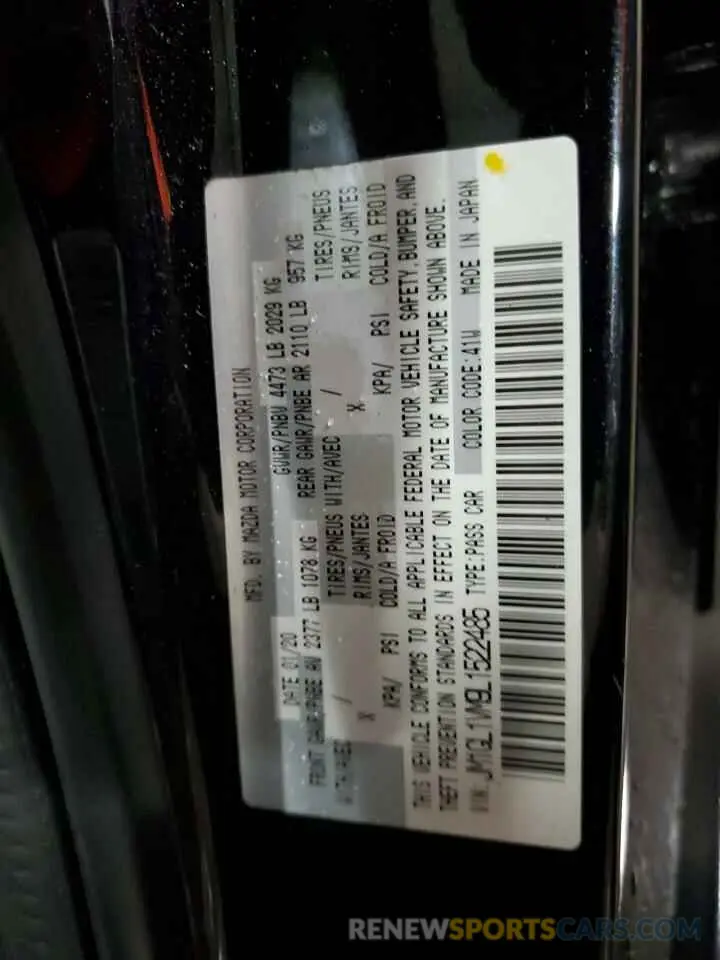 MFD. BY MAZDA MOTOR CORPORATION
DATE 01/20 GVWR/PNBV 4473 LB 2029 KG
FRONT GAWR/PNBE AV 2377 LB 1078 KG REAR GAWR/PNBE AR 2110 LB 957 KG
WITH/AVEC / TIRES/PNEUS WITH/AVEC / TIRES/PNEUS
X RIMS/JANTES X RIMS/JANTES
KPA/ PSI COLD/A FROID KPA/ PSI COLD/A FROID
THIS VEHICLE CONFORMS TO ALL APPLICABLE FEDERAL MOTOR VEHICLE SAFETY, BUMPER, AND
THEFT PREVENTION STANDARDS IN EFFECT ON THE DATE OF MANUFACTURE SHOWN ABOVE.
VIN: JM1GL1VM9L1522485 TYPE:PASS CAR COLOR CODE:41W MADE IN JAPAN
RENEWSPORTSCARS.COM